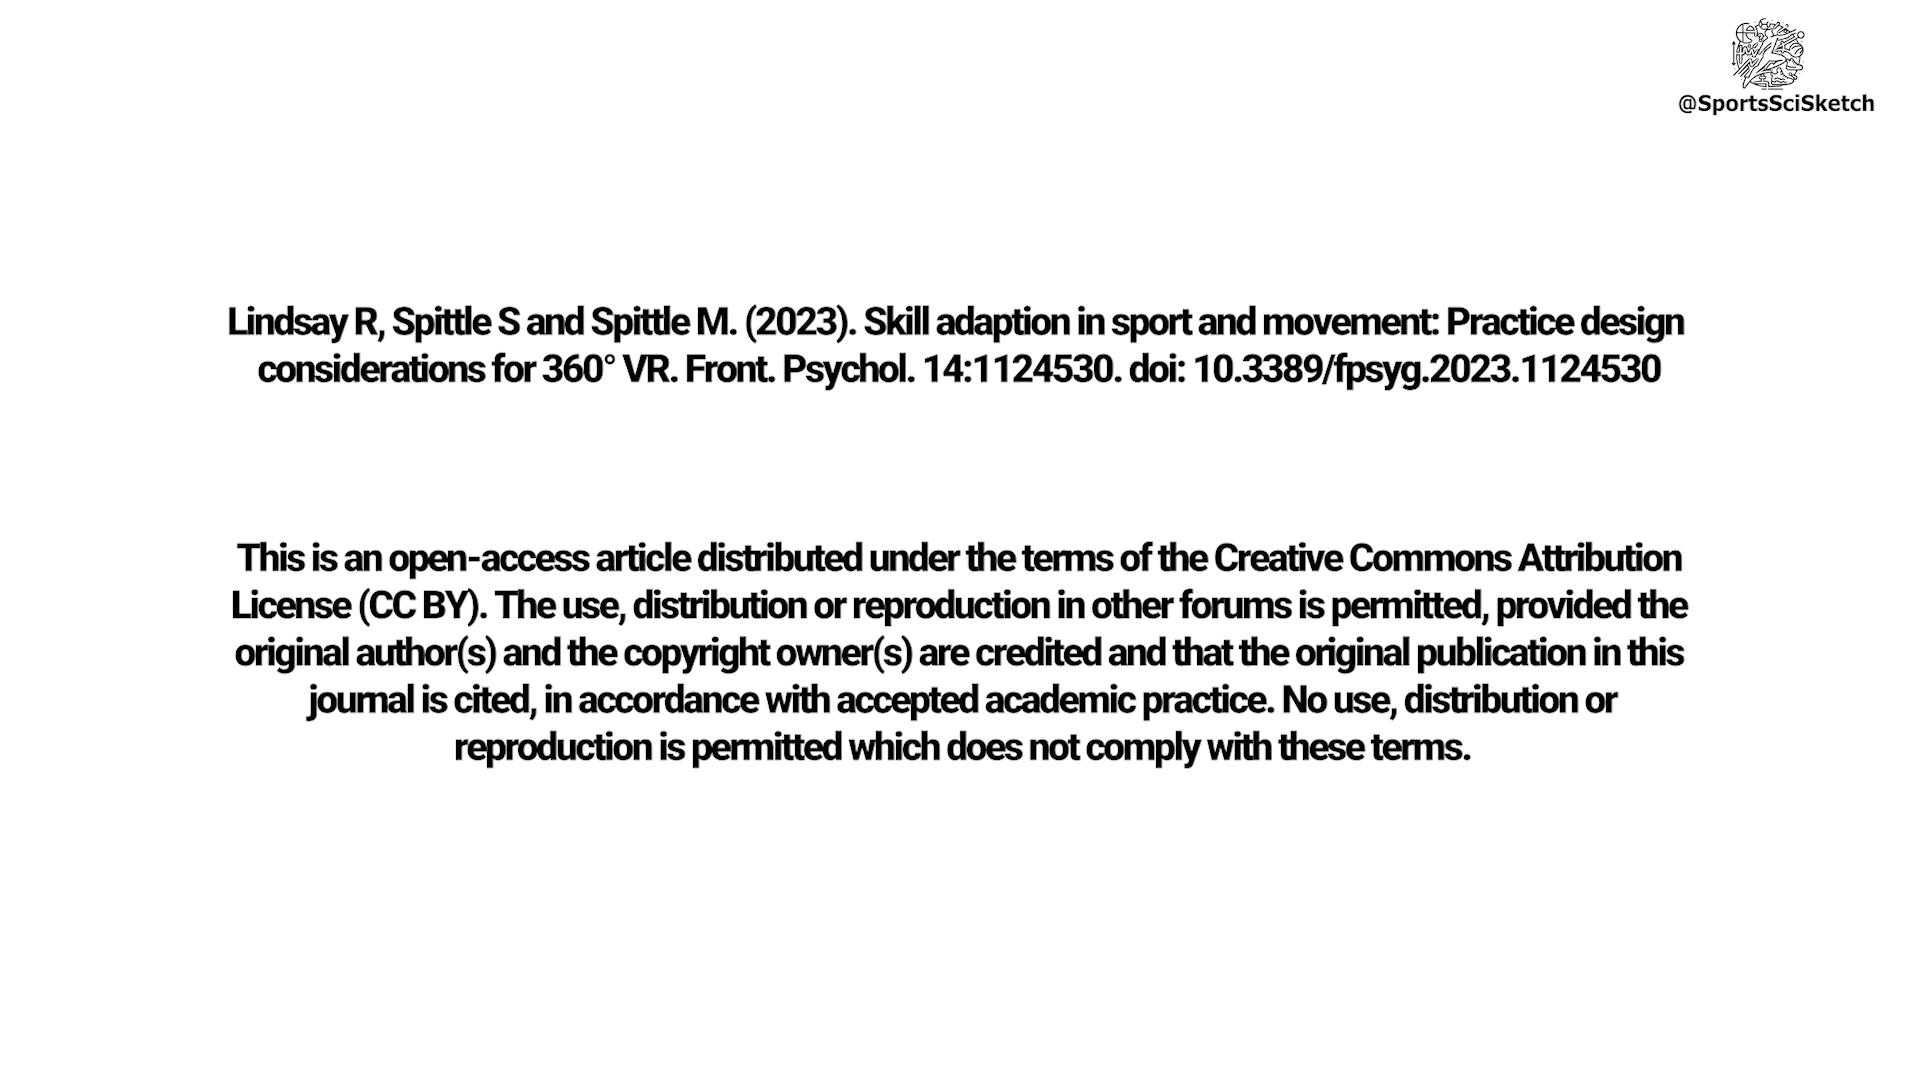 @SportsSciSketch
Lindsay R, Spittle S and Spittle M. (2023). Skill adaption in sport and movement: Practice design
considerations for 360° VR. Front. Psychol. 14:1124530. doi: 10.3389/fpsyg.2023.1124530
This is an open-access article distributed under the terms of the Creative Commons Attribution
License (CC BY). The use, distribution or reproduction in other forums is permitted, provided the
original author(s) and the copyright owner(s) are credited and that the original publication in this
journal is cited, in accordance with accepted academic practice. No use, distribution or
reproduction is permitted which does not comply with these terms.